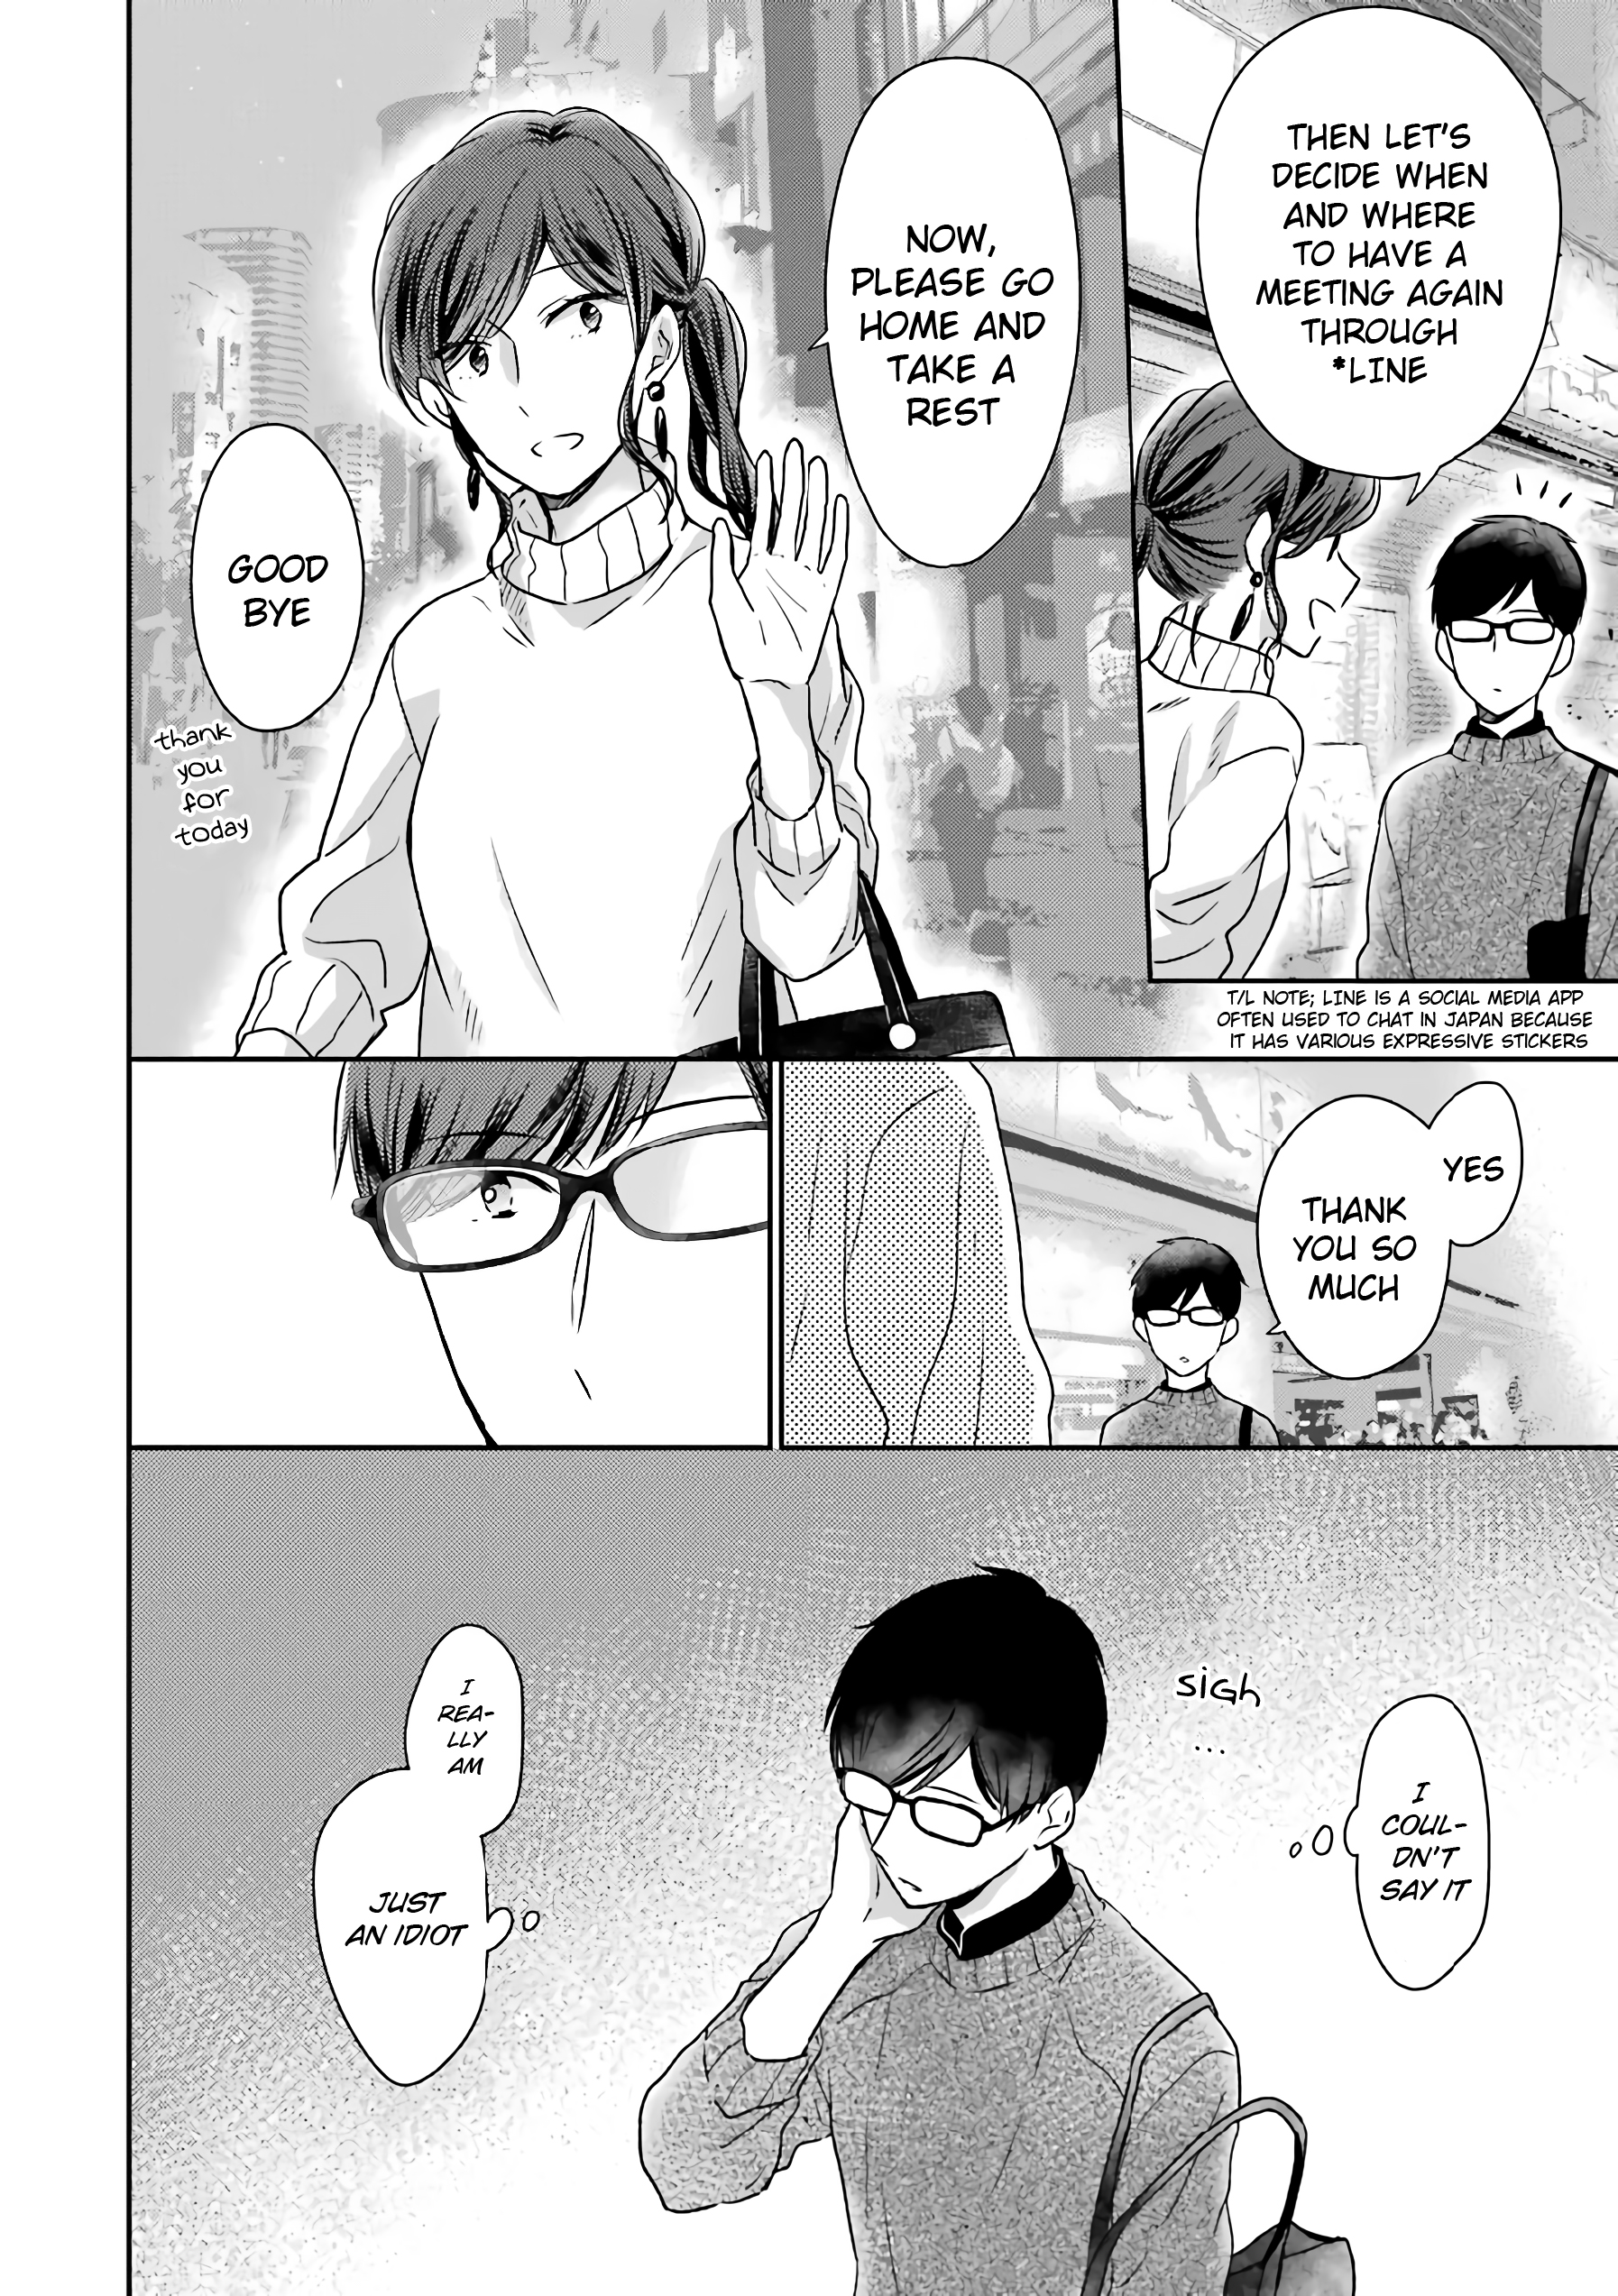 THEN LET'S
DECIDE WHEN
AND WHERE
TO HAVE A
MEETING AGAIN
THROUGH
*LINE
T/L NOTE; LINE IS A SOCIAL MEDIA APP
OFTEN USED TO CHAT IN JAPAN BECAUSE
IT HAS VARIOUS EXPRESSIVE STICKERS
NOW,
PLEASE GO
HOME AND
TAKE A
REST
GOOD
BYE
thank
you
for
today
YES
THANK
YOU SO
MUCH
sigh
...
I
COUL-
DN'T
SAY IT
I
REA-
LLY
AM
JUST
AN IDIOT